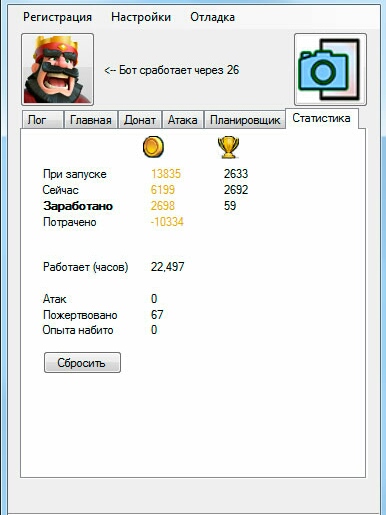 Регистрация Настройки Отладка
<-- Бот сработает через 26
Лог Главная Донат Атака Планировщик Статистика
При запуске 13835 2633
Сейчас 6199 2692
Заработано 2698 59
Потрачено -10334
Работает (часов) 22,497
Атак 0
Пожертвовано 67
Опыта набито 0
Сбросить